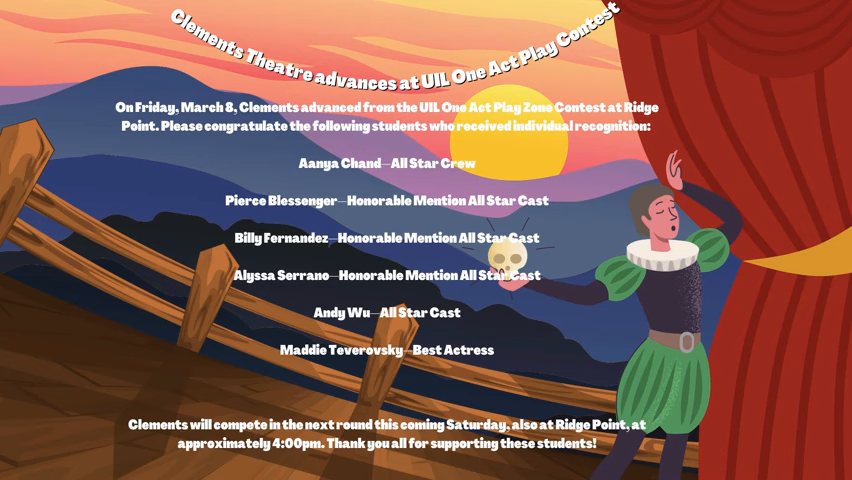 Clements Theatre advances at UIL One Act Play Contest
On Friday, March 8, Clements advanced from the UIL One Act Play Zone Contest at Ridge
Point. Please congratulate the following students who received individual recognition:
Aanya Chand—All Star Crew
Pierce Blessenger—Honorable Mention All Star Cast
Billy Fernandez—Honorable Mention All Star Cast
Alyssa Serrano—Honorable Mention All Star Cast
Andy Wu—All Star Cast
Maddie Teverovsky—Best Actress
Clements will compete in the next round this coming Saturday, also at Ridge Point, at
approximately 4:00pm. Thank you all for supporting these students!